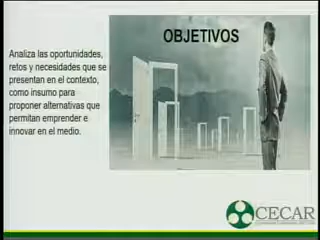 OBJETIVOS
Analiza las oportunidades,
retos y necesidades que se
presentan en el contexto,
como insumo para
proponer alternativas que
permitan emprender e
innovar en el medio.
CECAR